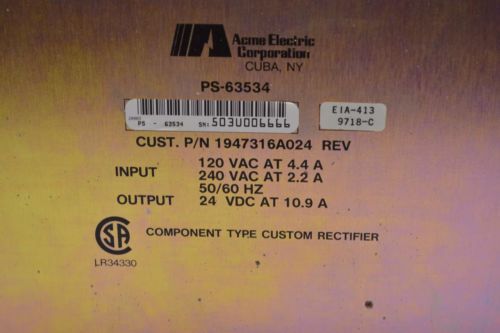 Acme Electric
Corporation
CUBA, NY
PS-63534
PS - 63534 SN: 503U006666
EIA-413
9718-C
CUST. P/N 1947316A024 REV
INPUT 120 VAC AT 4.4 A
240 VAC AT 2.2 A
50/60 HZ
OUTPUT 24 VDC AT 10.9 A
SA
COMPONENT TYPE CUSTOM RECTIFIER
LR34330